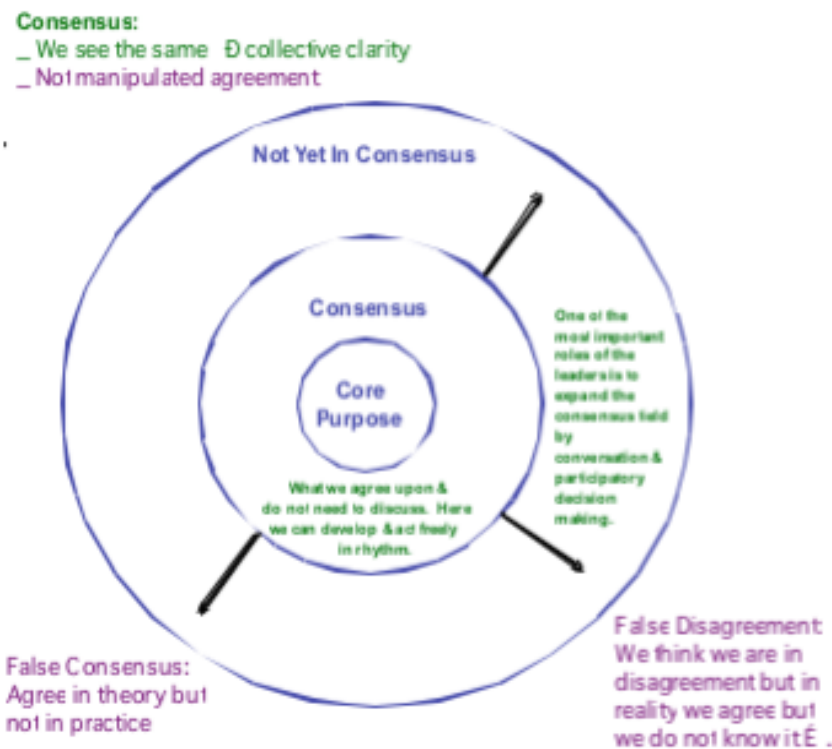 Consensus:
_ We see the same Ð collective clarity
_ Not manipulated agreement
Not Yet In Consensus
Consensus
Core
Purpose
What we agree upon &
do not need to discuss. Here
we can develop & act freely
in rhythm.
One of the
most important
roles of the
leaders is to
expand the
consensus field
by
conversation &
participatory
decision
making.
False Consensus:
Agree in theory but
not in practice
False Disagreement:
We think we are in
disagreement but in
reality we agree but
we do not know it É .